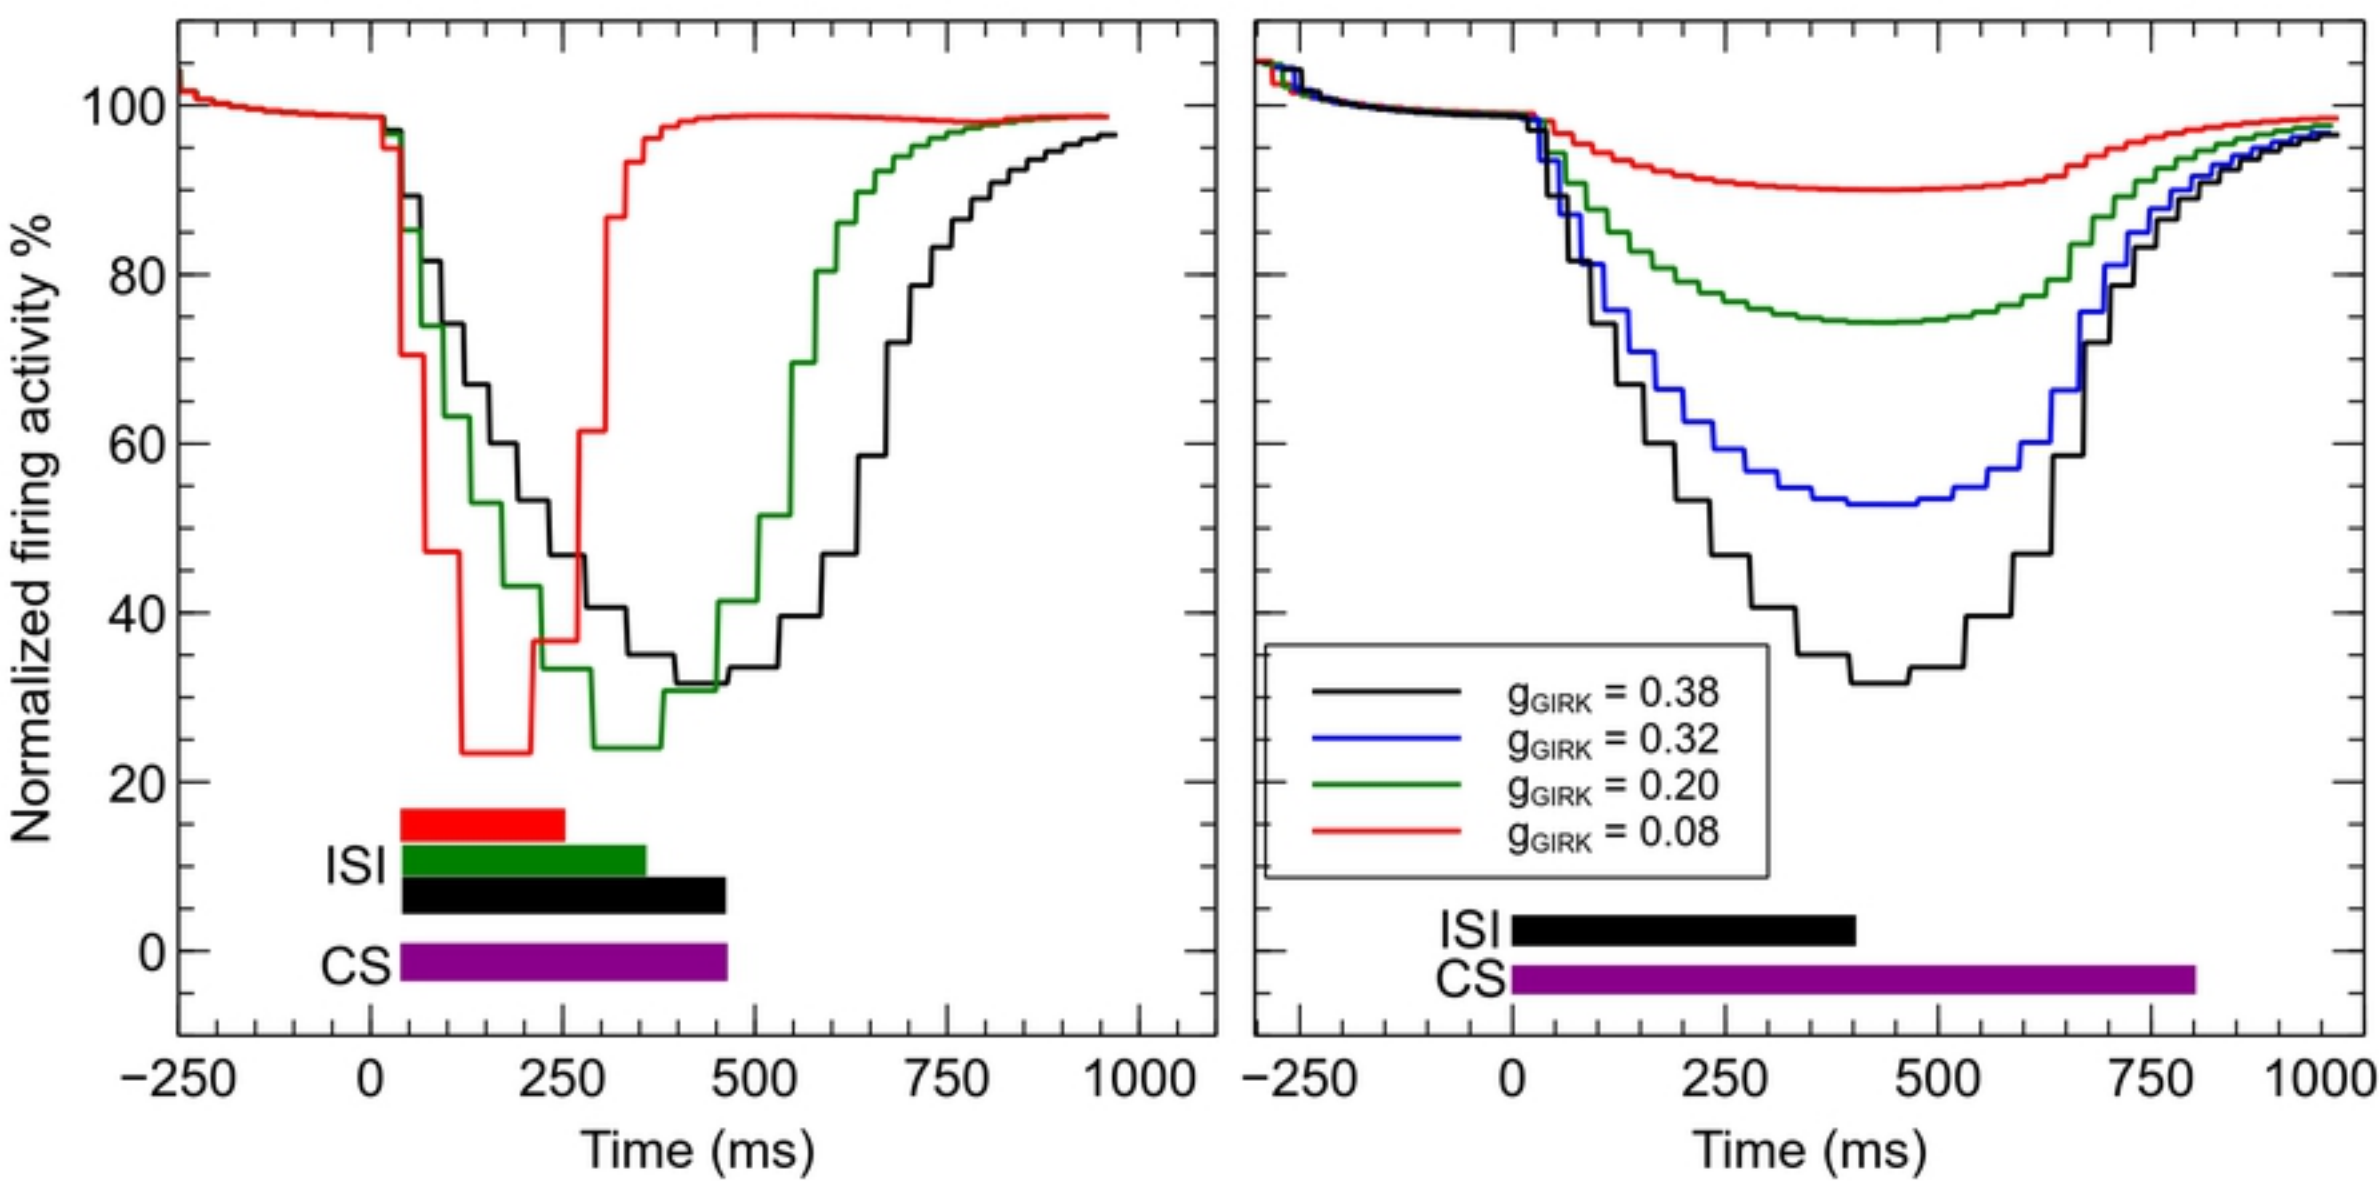 Normalized firing activity %
100
80
60
40
20
0
ISI
CS
−250 0 250 500 750 1000
Time (ms)
gGIRK = 0.38
gGIRK = 0.32
gGIRK = 0.20
gGIRK = 0.08
ISI
CS
−250 0 250 500 750 1000
Time (ms)